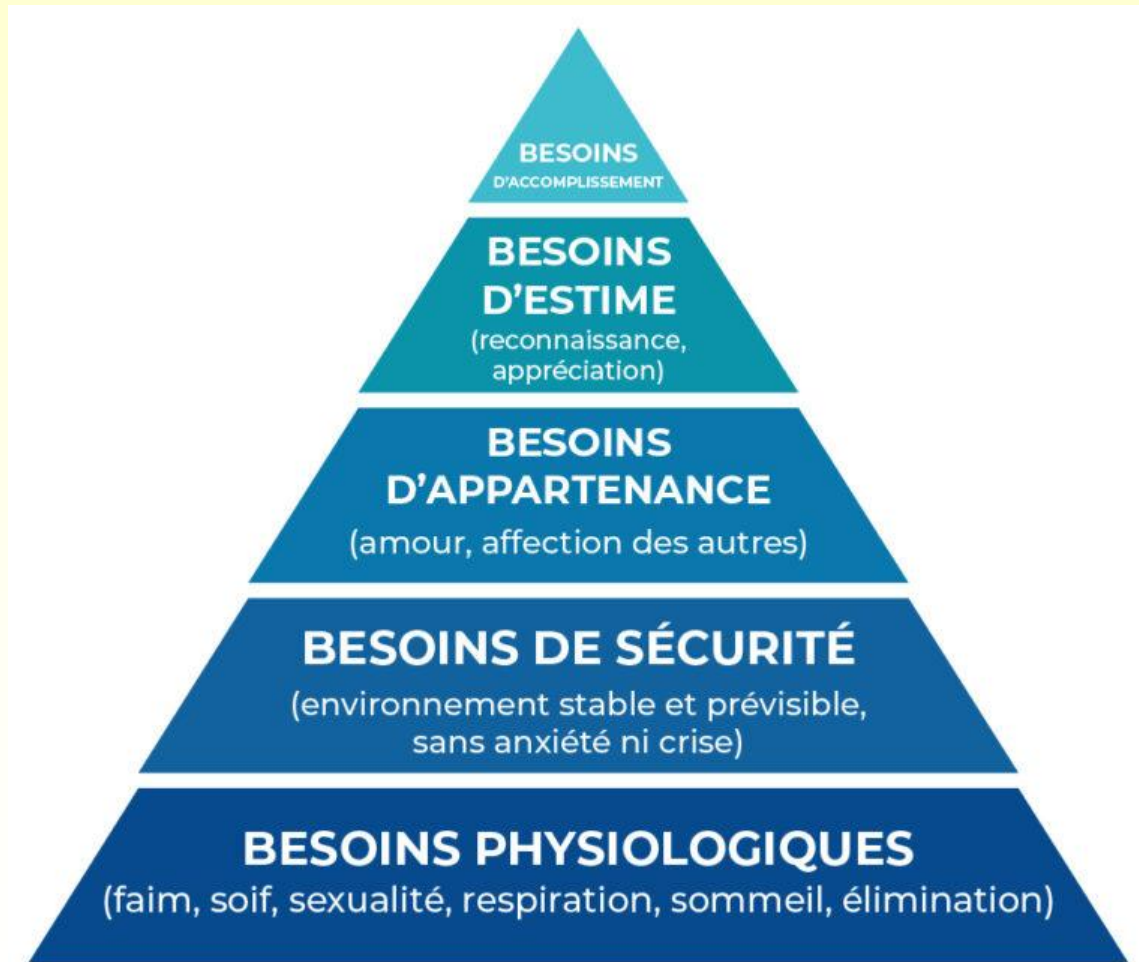 BESOINS
D'ACCOMPLISSEMENT
BESOINS
D'ESTIME
(reconnaissance,
appréciation)
BESOINS
D'APPARTENANCE
(amour, affection des autres)
BESOINS DE SÉCURITÉ
(environnement stable et prévisible,
sans anxiété ni crise)
BESOINS PHYSIOLOGIQUES
(faim, soif, sexualité, respiration, sommeil, élimination)